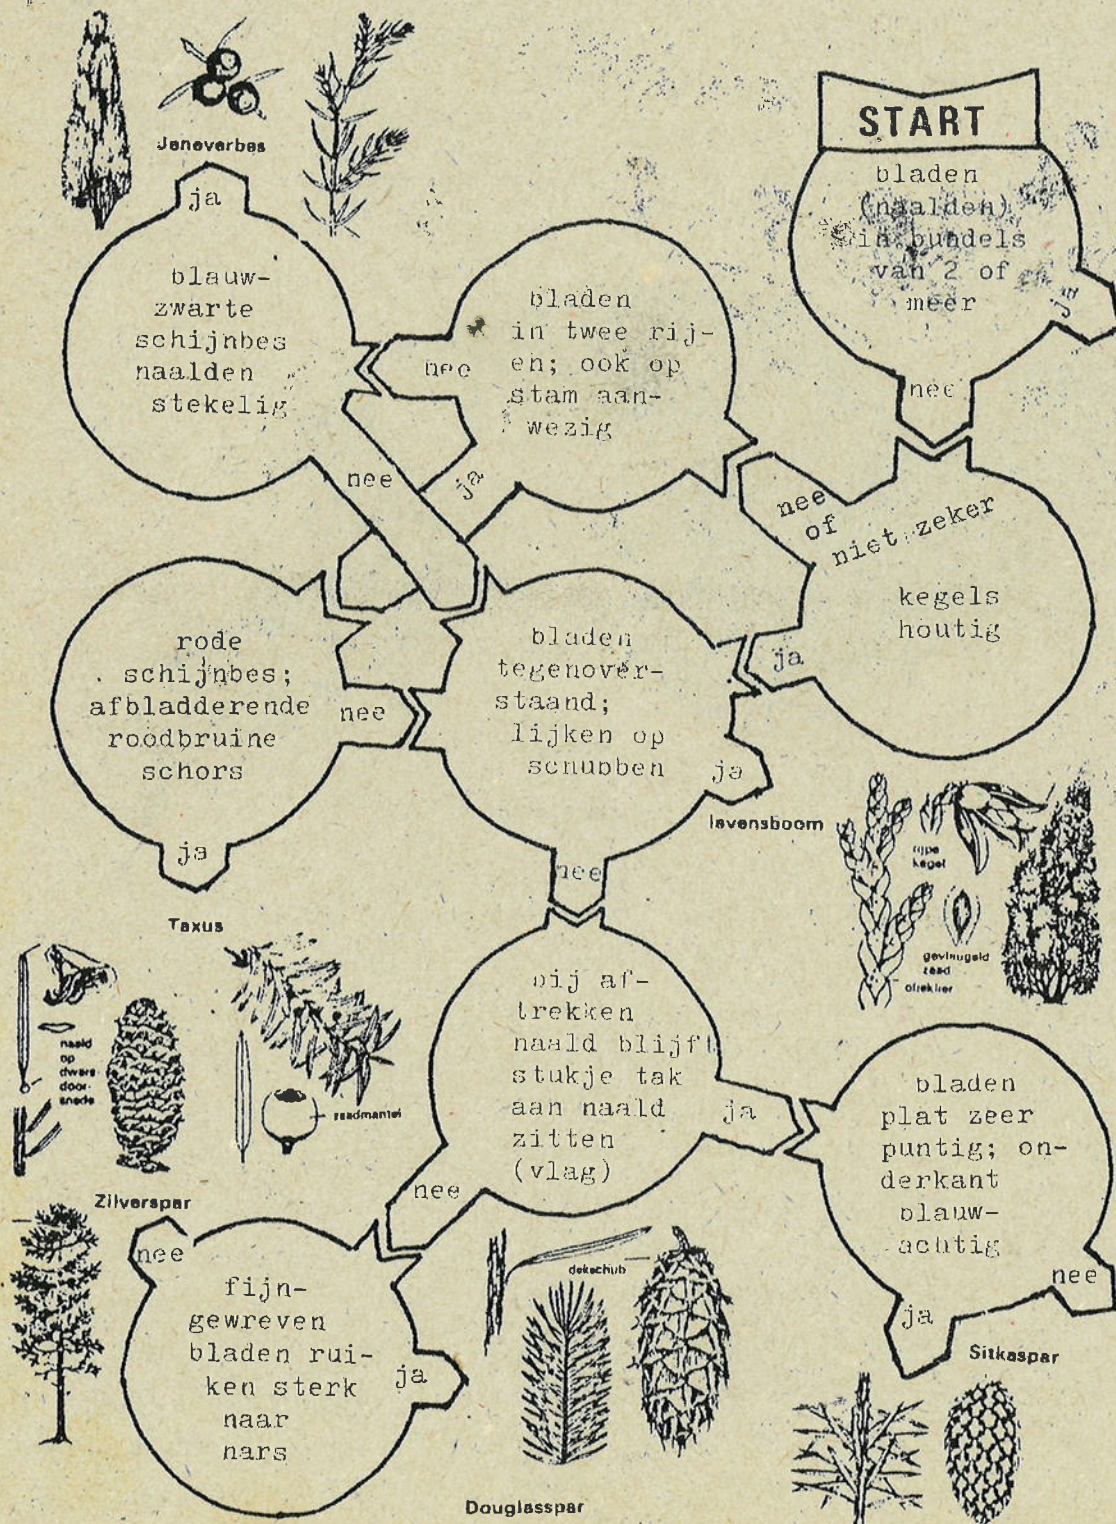 Jeneverbes
START
bladen
(naalden)
in bundels
van 2 of
meer
ja
nee
ja
blauw-
zwarte
schijnbes
naalden
stekelig
nee
bladen
in twee rij-
en; ook op
stam aan-
wezig
nee
ja
nee
of
niet zeker
kegels
houtig
ja
rode
schijnbes;
afbladderende
roodbruine
schors
nee
ja
Taxus
bladen
tegenover-
staand;
lijken op
schubben
ja
levensboom
nee
rijpe
kegel
gevleugeld
zaad
bij af-
trekken
naald blijft
stukje tak
aan naald
zitten
(vlag)
ja
nee
naald
op
dwars
door-
snede
zaadmantel
Zilverspar
bladen
plat zeer
puntig; on-
derkant
blauw-
achtig
nee
ja
Sitkaspar
nee
fijn-
gewreven
bladen rui-
ken sterk
naar
hars
ja
dekschub
Douglasspar